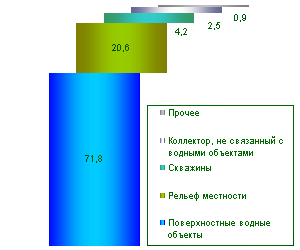 0,9
2,5
4,2
20,6
71,8
Прочее
Коллектор, не связанный с
водными объектами
Скважины
Рельеф местности
Поверхностные водные
объекты